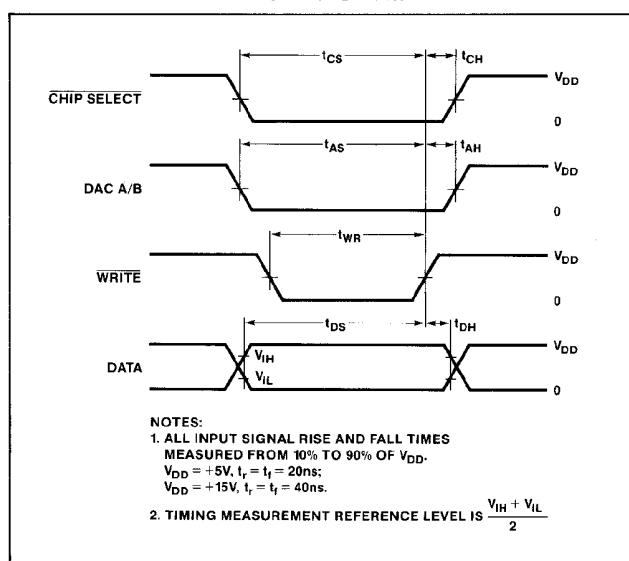 tCS
tCH
VDD
CHIP SELECT
0
tAS
tAH
VDD
DAC A/B
0
tWR
VDD
WRITE
0
tDS
tDH
VDD
VIH
DATA
VIL
0
NOTES:
1. ALL INPUT SIGNAL RISE AND FALL TIMES
MEASURED FROM 10% TO 90% OF VDD.
VDD = +5V, tr = tf = 20ns;
VDD = +15V, tr = tf = 40ns.
2. TIMING MEASUREMENT REFERENCE LEVEL IS (VIH + VIL)/2